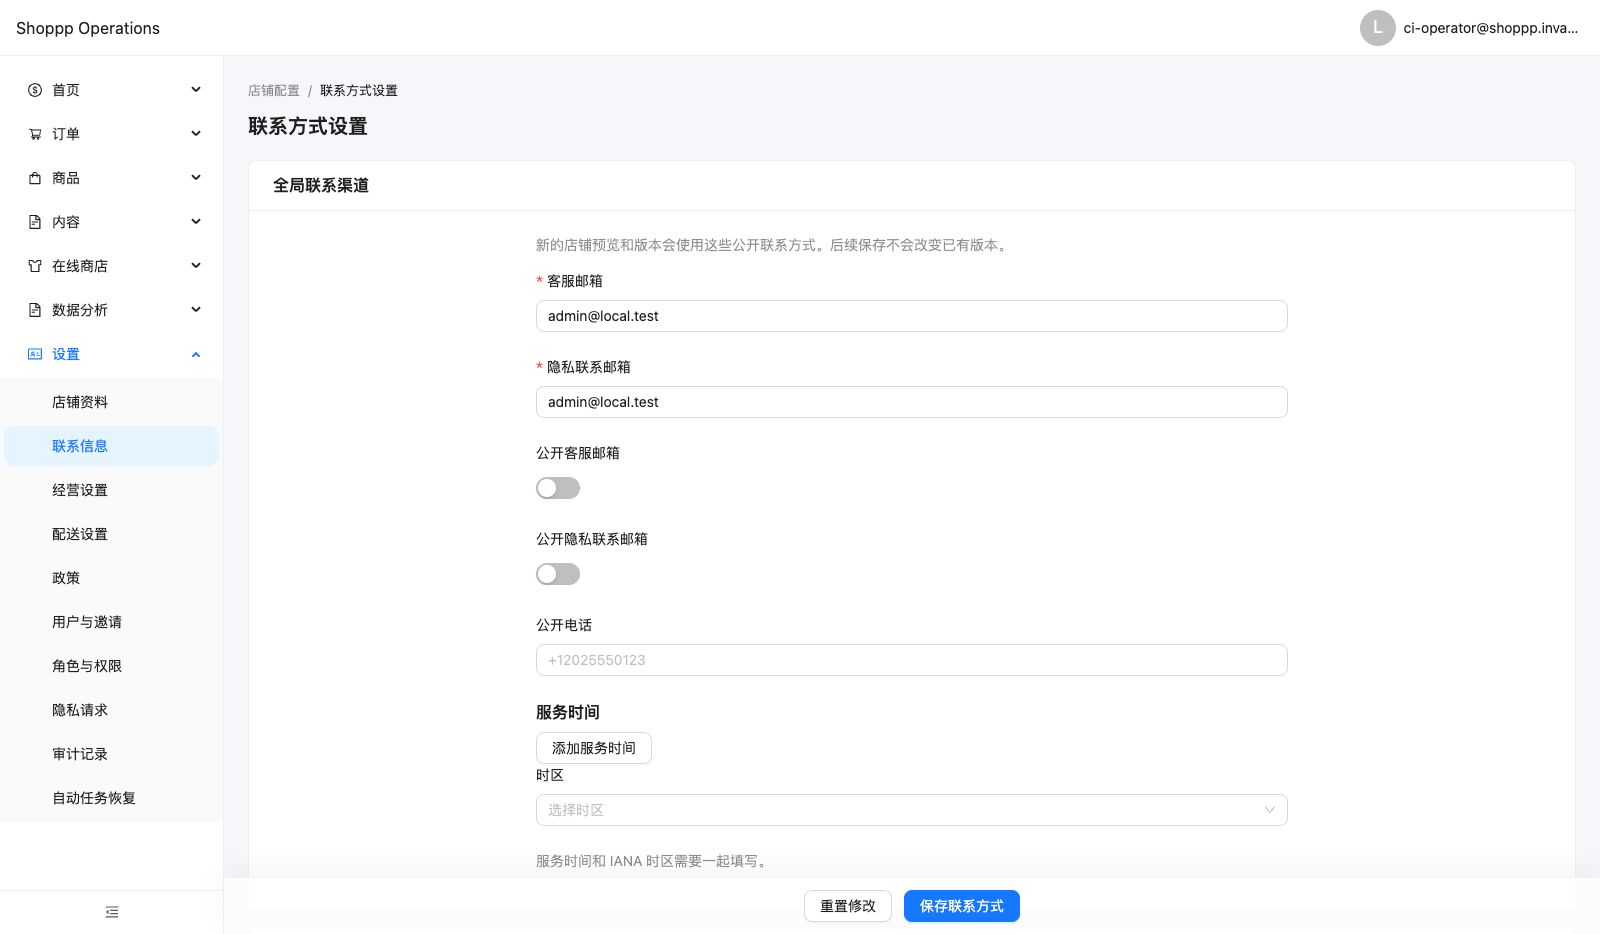 Shoppp Operations
L
ci-operator@shoppp.inva...
首页
订单
商品
内容
在线商店
数据分析
设置
店铺资料
联系信息
经营设置
配送设置
政策
用户与邀请
角色与权限
隐私请求
审计记录
自动任务恢复
店铺配置 / 联系方式设置
联系方式设置
全局联系渠道
新的店铺预览和版本会使用这些公开联系方式。后续保存不会改变已有版本。
* 客服邮箱
admin@local.test
* 隐私联系邮箱
admin@local.test
公开客服邮箱
公开隐私联系邮箱
公开电话
+12025550123
服务时间
添加服务时间
时区
选择时区
服务时间和 IANA 时区需要一起填写。
重置修改
保存联系方式